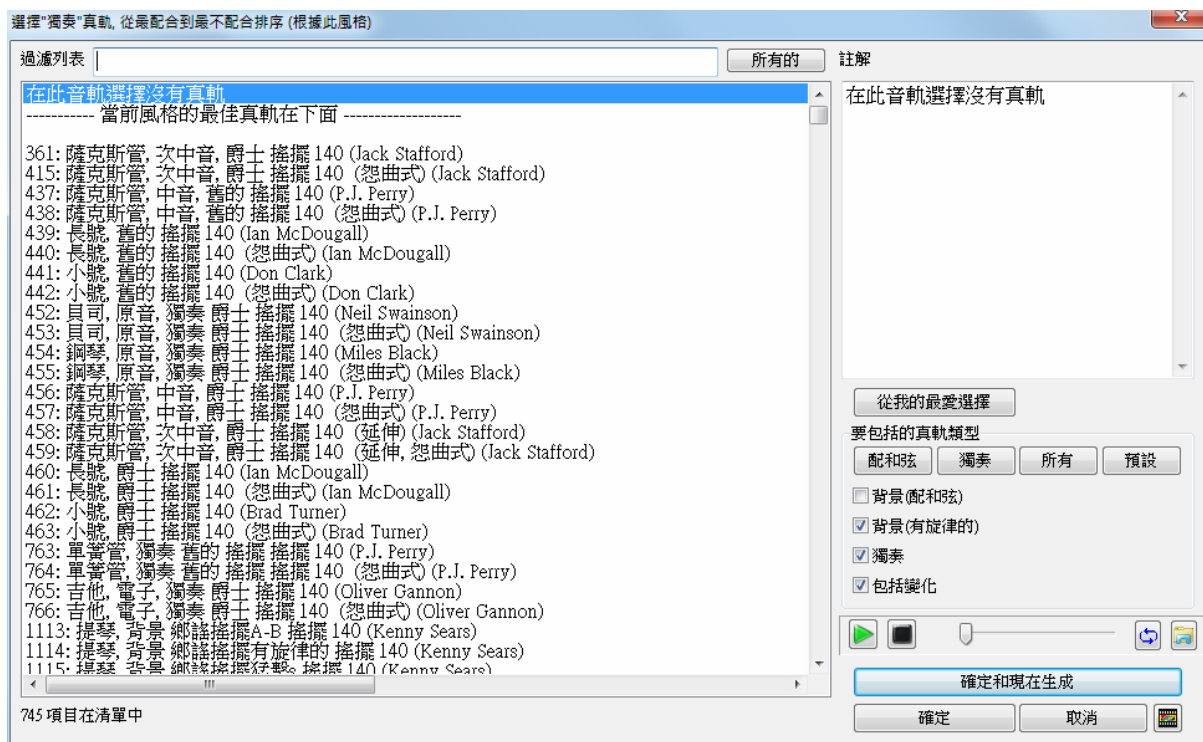 選擇"獨奏"真軌, 從最配合到最不配合排序 (根據此風格)
過濾列表
所有的
註解
在此音軌選擇沒有真軌
----------- 當前風格的最佳真軌在下面 -------------------
361: 薩克斯管, 次中音, 爵士 搖擺 140 (Jack Stafford)
415: 薩克斯管, 次中音, 爵士 搖擺 140 (怨曲式) (Jack Stafford)
437: 薩克斯管, 中音, 舊的 搖擺 140 (P.J. Perry)
438: 薩克斯管, 中音, 舊的 搖擺 140 (怨曲式) (P.J. Perry)
439: 長號, 舊的 搖擺 140 (Ian McDougall)
440: 長號, 舊的 搖擺 140 (怨曲式) (Ian McDougall)
441: 小號, 舊的 搖擺 140 (Don Clark)
442: 小號, 舊的 搖擺 140 (怨曲式) (Don Clark)
452: 貝司, 原音, 獨奏 爵士 搖擺 140 (Neil Swainson)
453: 貝司, 原音, 獨奏 爵士 搖擺 140 (怨曲式) (Neil Swainson)
454: 鋼琴, 原音, 獨奏 爵士 搖擺 140 (Miles Black)
455: 鋼琴, 原音, 獨奏 爵士 搖擺 140 (怨曲式) (Miles Black)
456: 薩克斯管, 中音, 爵士 搖擺 140 (P.J. Perry)
457: 薩克斯管, 中音, 爵士 搖擺 140 (怨曲式) (P.J. Perry)
458: 薩克斯管, 次中音, 爵士 搖擺 140 (延伸) (Jack Stafford)
459: 薩克斯管, 次中音, 爵士 搖擺 140 (延伸, 怨曲式) (Jack Stafford)
460: 長號, 爵士 搖擺 140 (Ian McDougall)
461: 長號, 爵士 搖擺 140 (怨曲式) (Ian McDougall)
462: 小號, 爵士 搖擺 140 (Brad Turner)
463: 小號, 爵士 搖擺 140 (怨曲式) (Brad Turner)
763: 單簧管, 獨奏 舊的 搖擺 搖擺 140 (P.J. Perry)
764: 單簧管, 獨奏 舊的 搖擺 搖擺 140 (怨曲式) (P.J. Perry)
765: 吉他, 電子, 獨奏 爵士 搖擺 140 (Oliver Gannon)
766: 吉他, 電子, 獨奏 爵士 搖擺 140 (怨曲式) (Oliver Gannon)
1113: 提琴, 背景 鄉謠搖擺A-B 搖擺 140 (Kenny Sears)
1114: 提琴, 背景 鄉謠搖擺有旋律的 搖擺 140 (Kenny Sears)
1115: 提琴, 背景 鄉謠搖擺猛擊s 搖擺 140 (Kenny Sears)
745 項目在清單中
在此音軌選擇沒有真軌
從我的最愛選擇
要包括的真軌類型
配和弦 獨奏 所有 預設
背景(配和弦)
背景(有旋律的)
獨奏
包括變化
確定和現在生成
確定 取消